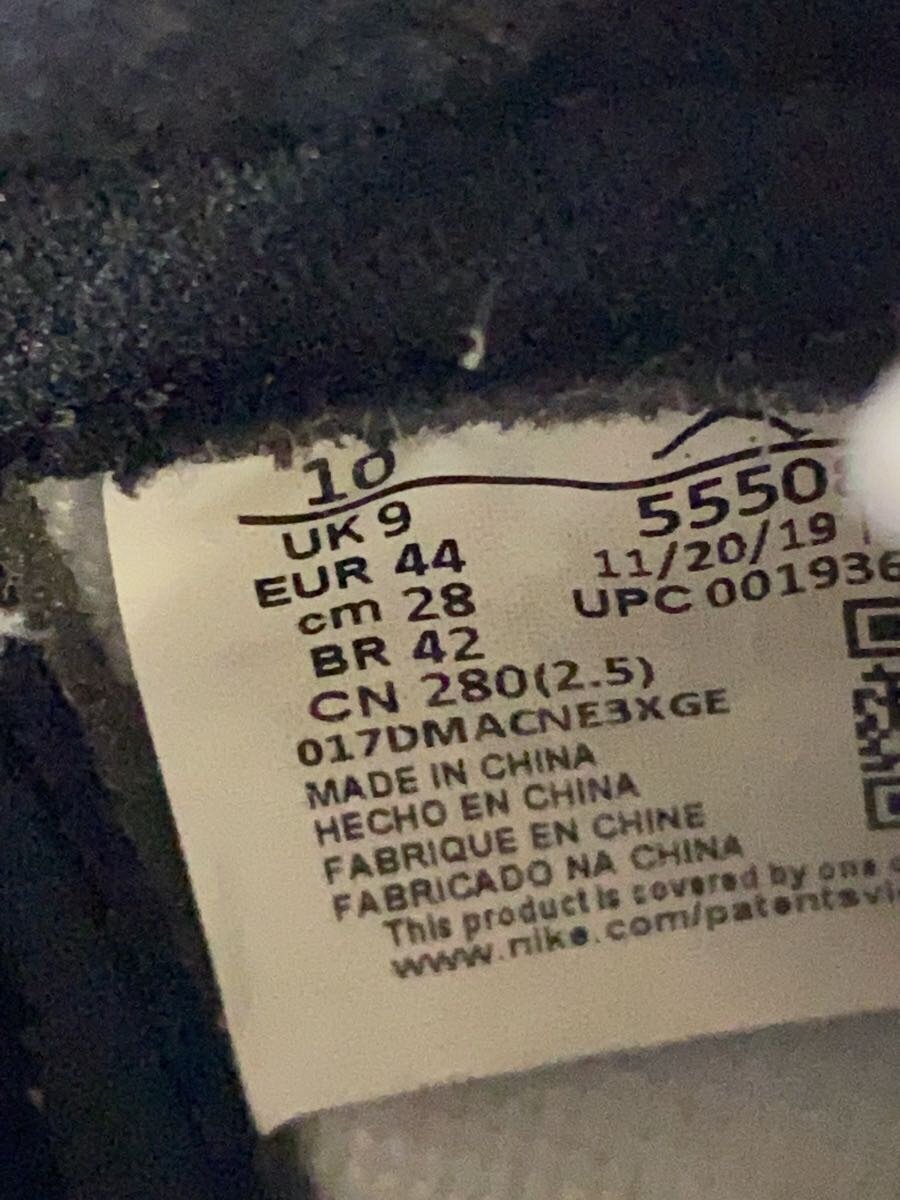 10
UK 9
EUR 44
cm 28
BR 42
CN 280(2.5)
017DMACNE3XGE
MADE IN CHINA
HECHO EN CHINA
FABRIQUE EN CHINE
FABRICADO NA CHINA
This product is covered by one
www.nike.com/patentsvi
5550
11/20/19
UPC 001936